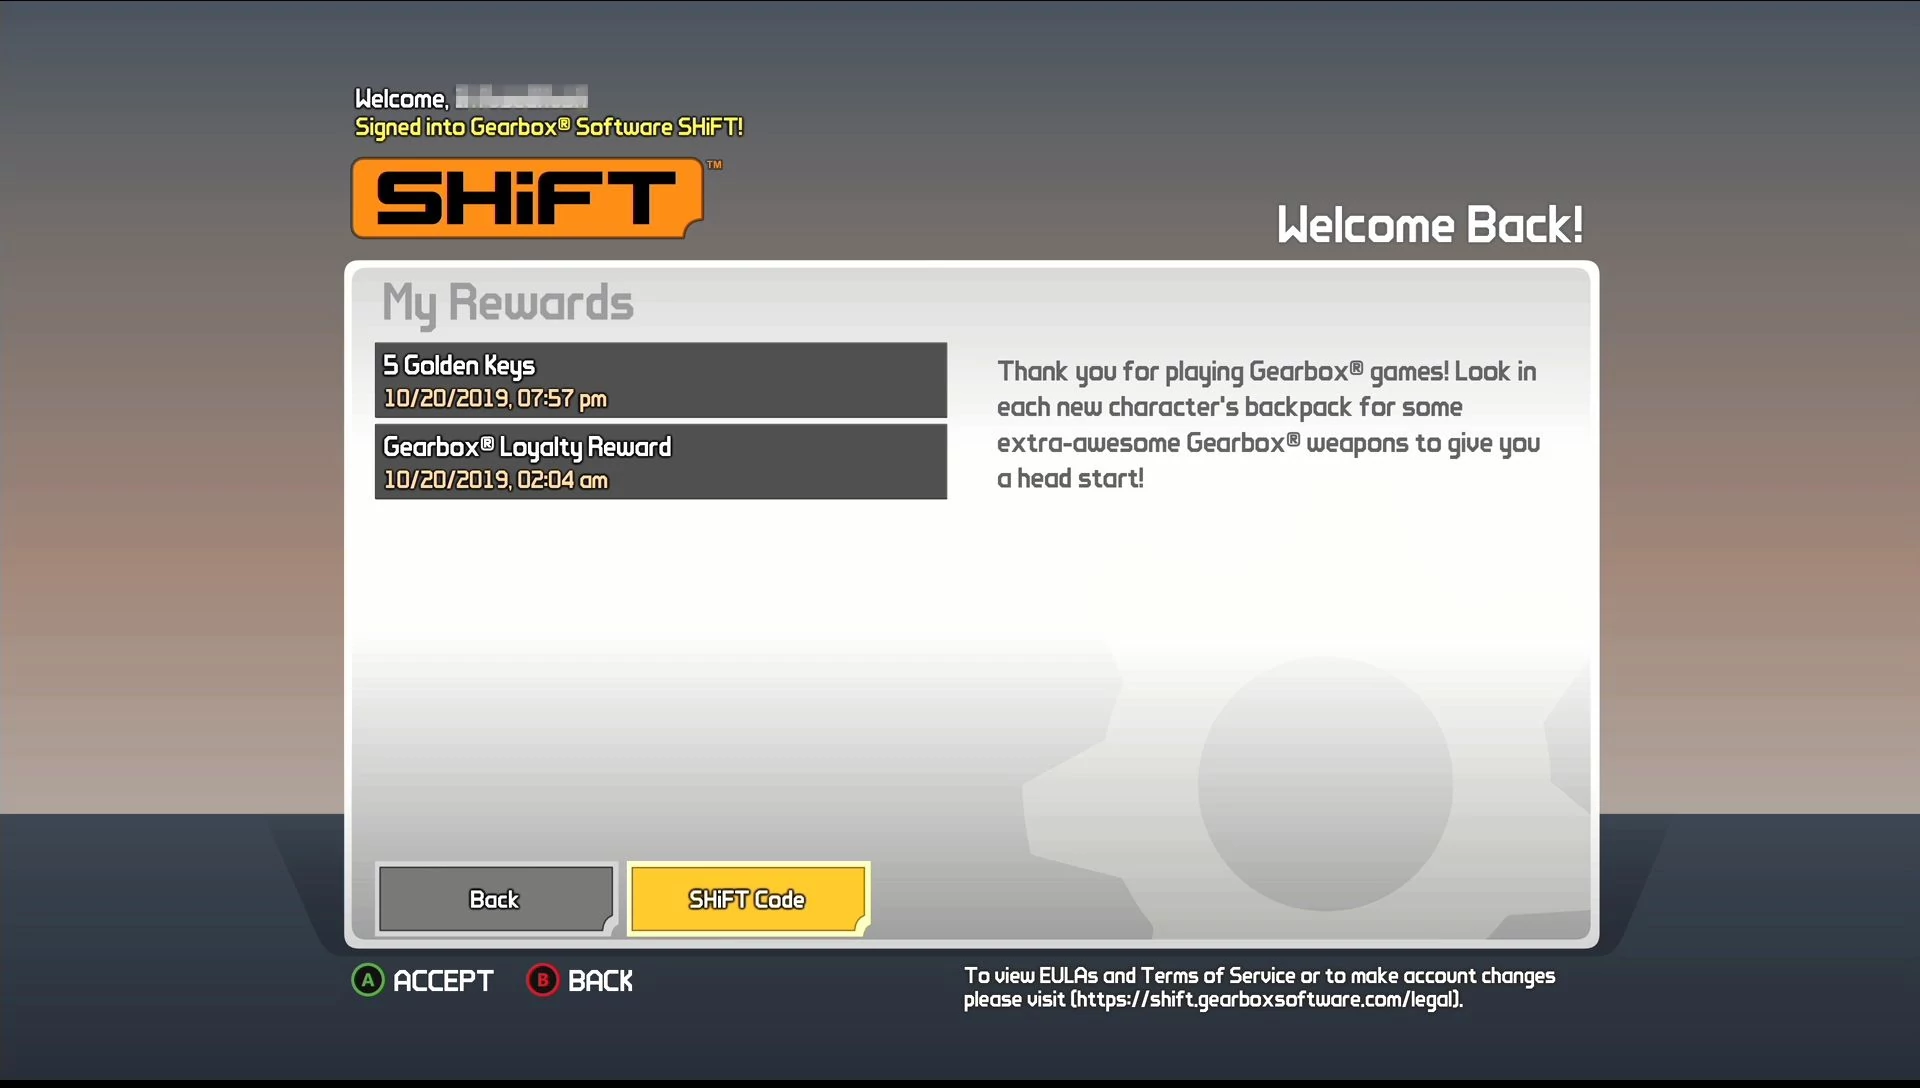 Welcome,
Signed into Gearbox® Software SHiFT!
SHiFT™
Welcome Back!
My Rewards
5 Golden Keys
10/20/2019, 07:57 pm
Gearbox® Loyalty Reward
10/20/2019, 02:04 am
Thank you for playing Gearbox® games! Look in
each new character's backpack for some
extra-awesome Gearbox® weapons to give you
a head start!
Back
SHiFT Code
A ACCEPT
B BACK
To view EULAs and Terms of Service or to make account changes
please visit (https://shift.gearboxsoftware.com/legal).